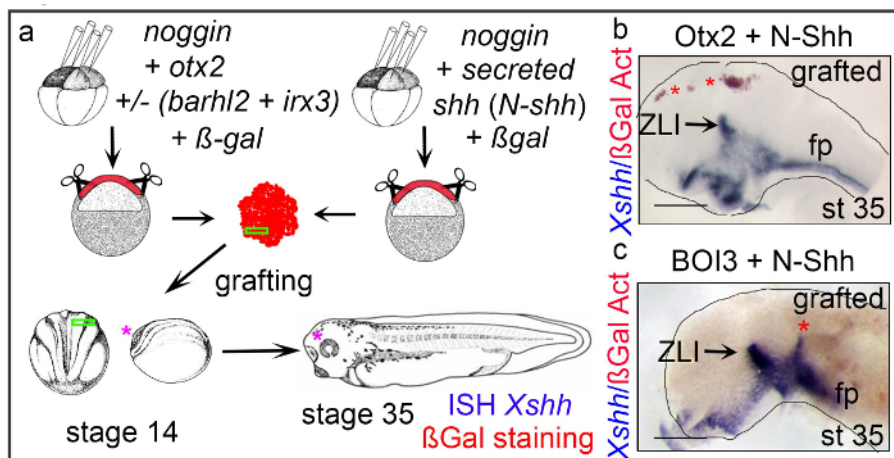 a
noggin
+ otx2
+/- (barhl2 + irx3)
+ ß-gal
noggin
+ secreted
shh (N-shh)
+ ßgal
grafting
*
*
stage 14
stage 35
ISH Xshh
ßGal staining
b
Otx2 + N-Shh
Xshh/ßGal Act
grafted
* *
ZLI
fp
st 35
c
BOI3 + N-Shh
Xshh/ßGal Act
grafted
*
ZLI
fp
st 35